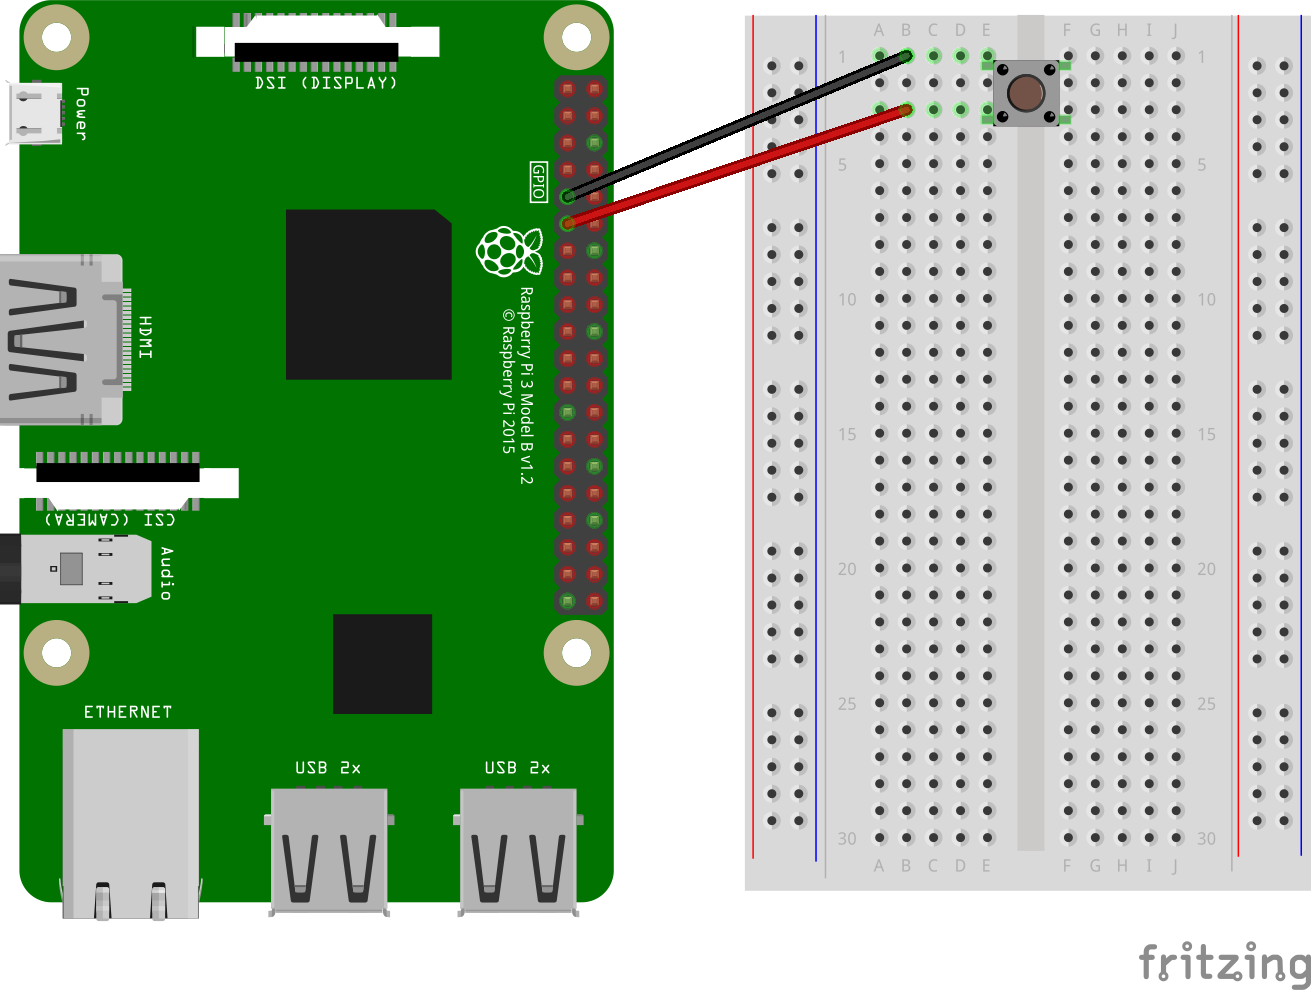 DSI (DISPLAY)
Power
GPIO
HDMI
Raspberry Pi 3 Model B v1.2
© Raspberry Pi 2015
CSI (CAMERA)
Audio
ETHERNET
USB 2x
USB 2x
A B C D E F G H I J
1 1
5 5
10 10
15 15
20 20
25 25
30 30
A B C D E F G H I J
fritzing